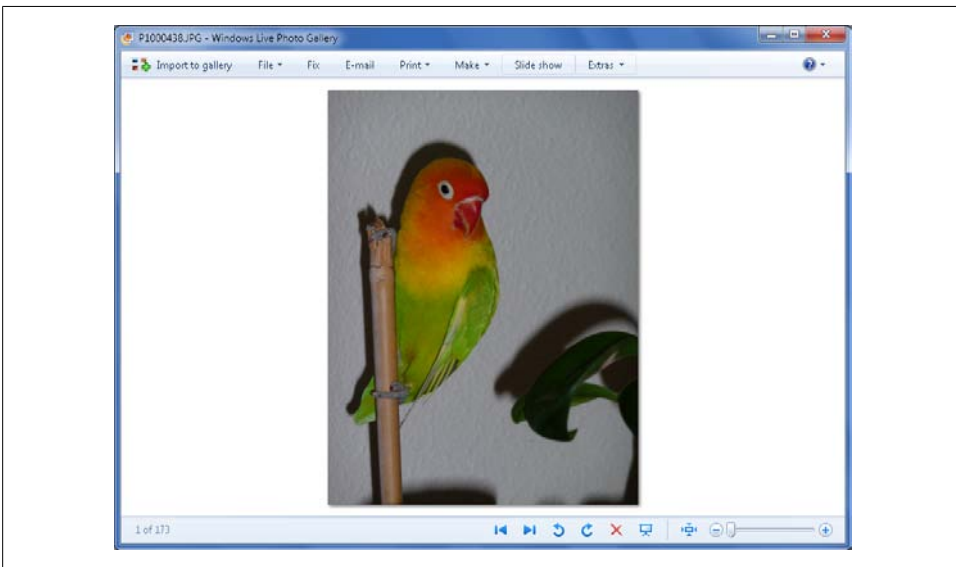 P1000438.JPG - Windows Live Photo Gallery
Import to gallery File Fix E-mail Print Make Slide show Extras
1 of 173